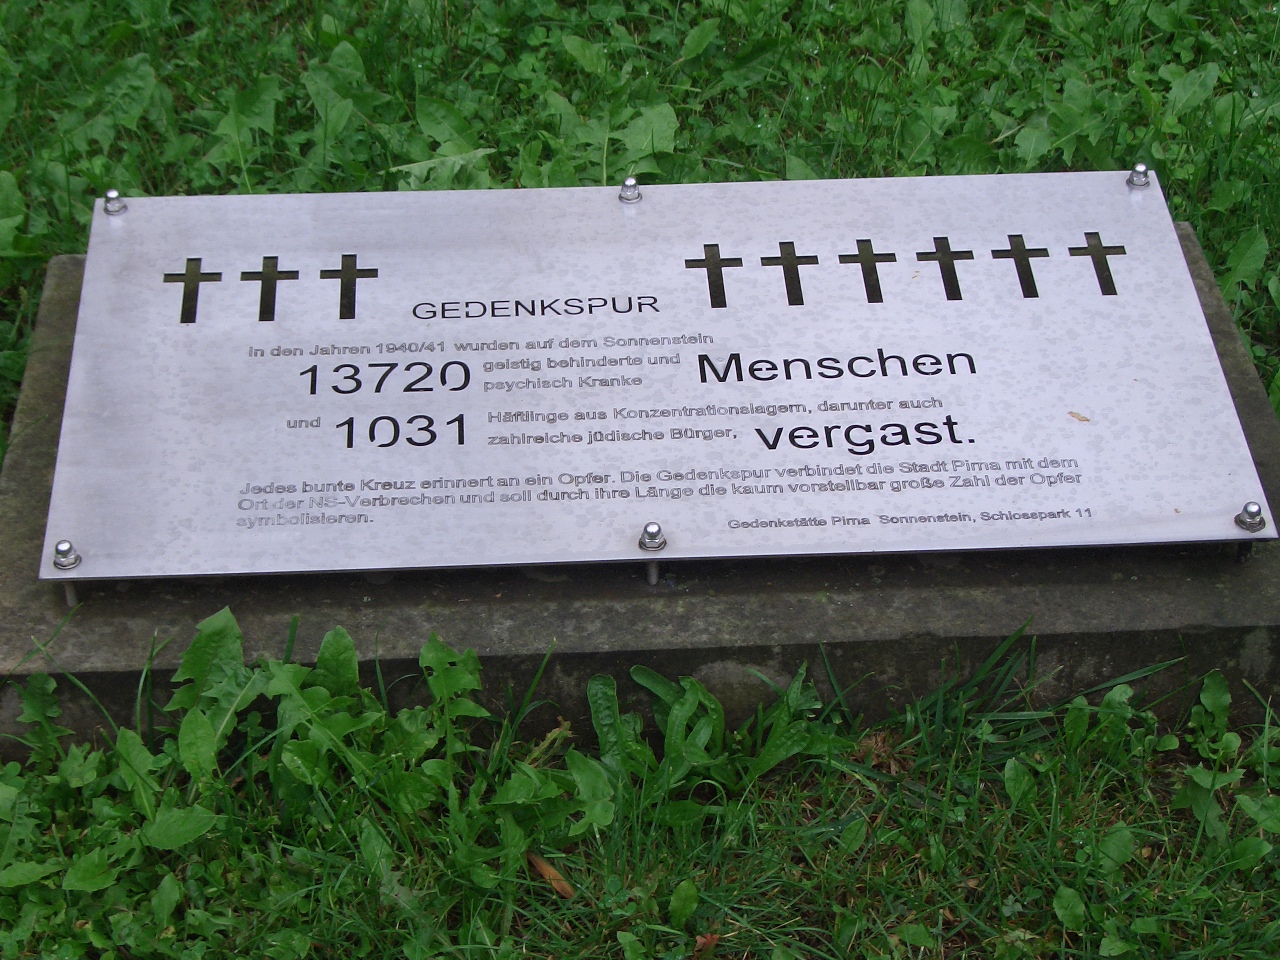 GEDENKSPUR
In den Jahren 1940/41 wurden auf dem Sonnenstein
13720 geistig behinderte und psychisch Kranke Menschen
und 1031 Häftlinge aus Konzentrationslagern, darunter auch zahlreiche jüdische Bürger, vergast.
Jedes bunte Kreuz erinnert an ein Opfer. Die Gedenkspur verbindet die Stadt Pirna mit dem
Ort der NS-Verbrechen und soll durch ihre Länge die kaum vorstellbar große Zahl der Opfer
symbolisieren.
Gedenkstätte Pirna Sonnenstein, Schlosspark 11